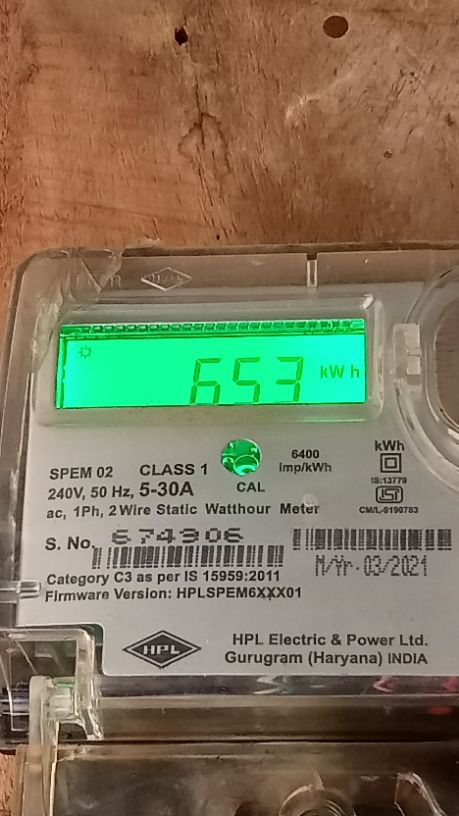 653 kWh
SPEM 02 CLASS 1
240V, 50 Hz, 5-30A
CAL
6400
imp/kWh
kWh
IS:13779
CM/L-9190783
ac, 1Ph, 2 Wire Static Watthour Meter
S. No. 674906
M/Yr-03/2021
Category C3 as per IS 15959:2011
Firmware Version: HPLSPEM6XXX01
HPL
HPL Electric & Power Ltd.
Gurugram (Haryana) INDIA